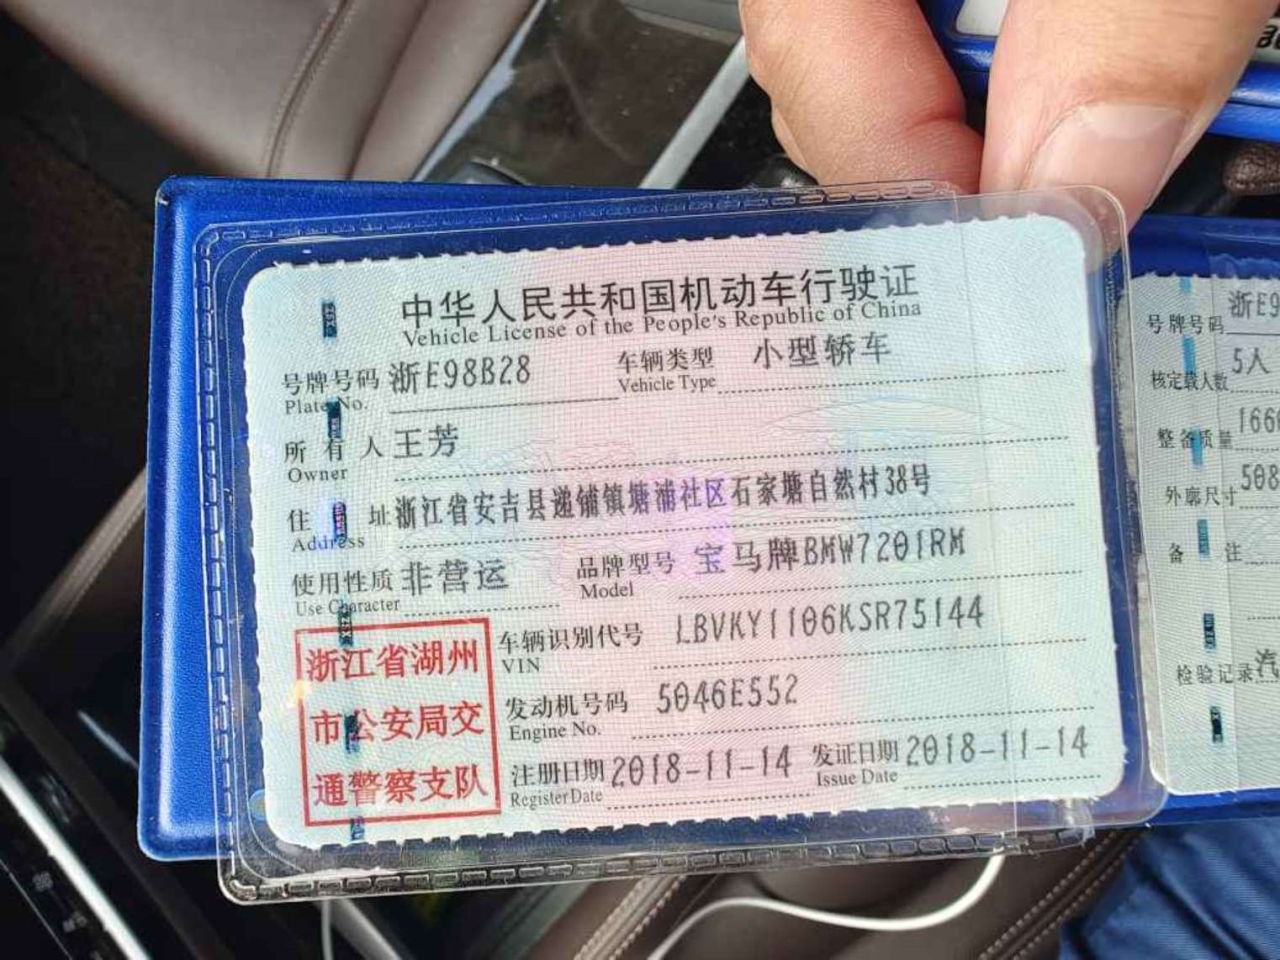 中华人民共和国机动车行驶证
Vehicle License of the People's Republic of China
号牌号码 浙E98B28 车辆类型 小型轿车
Plate No. Vehicle Type
所有人 王芳
Owner
住址 浙江省安吉县递铺镇塘浦社区石家塘自然村38号
Address
使用性质 非营运 品牌型号 宝马牌BMW7201RM
Use Character Model
浙江省湖州
市公安局交
通警察支队
车辆识别代号 LBVKY1106KSR75144
VIN
发动机号码 5046E552
Engine No.
注册日期 2018-11-14 发证日期 2018-11-14
Register Date Issue Date
号牌号码 浙E9
核定载人数 5人
整备质量 166
外廓尺寸 508
备注
检验记录 汽